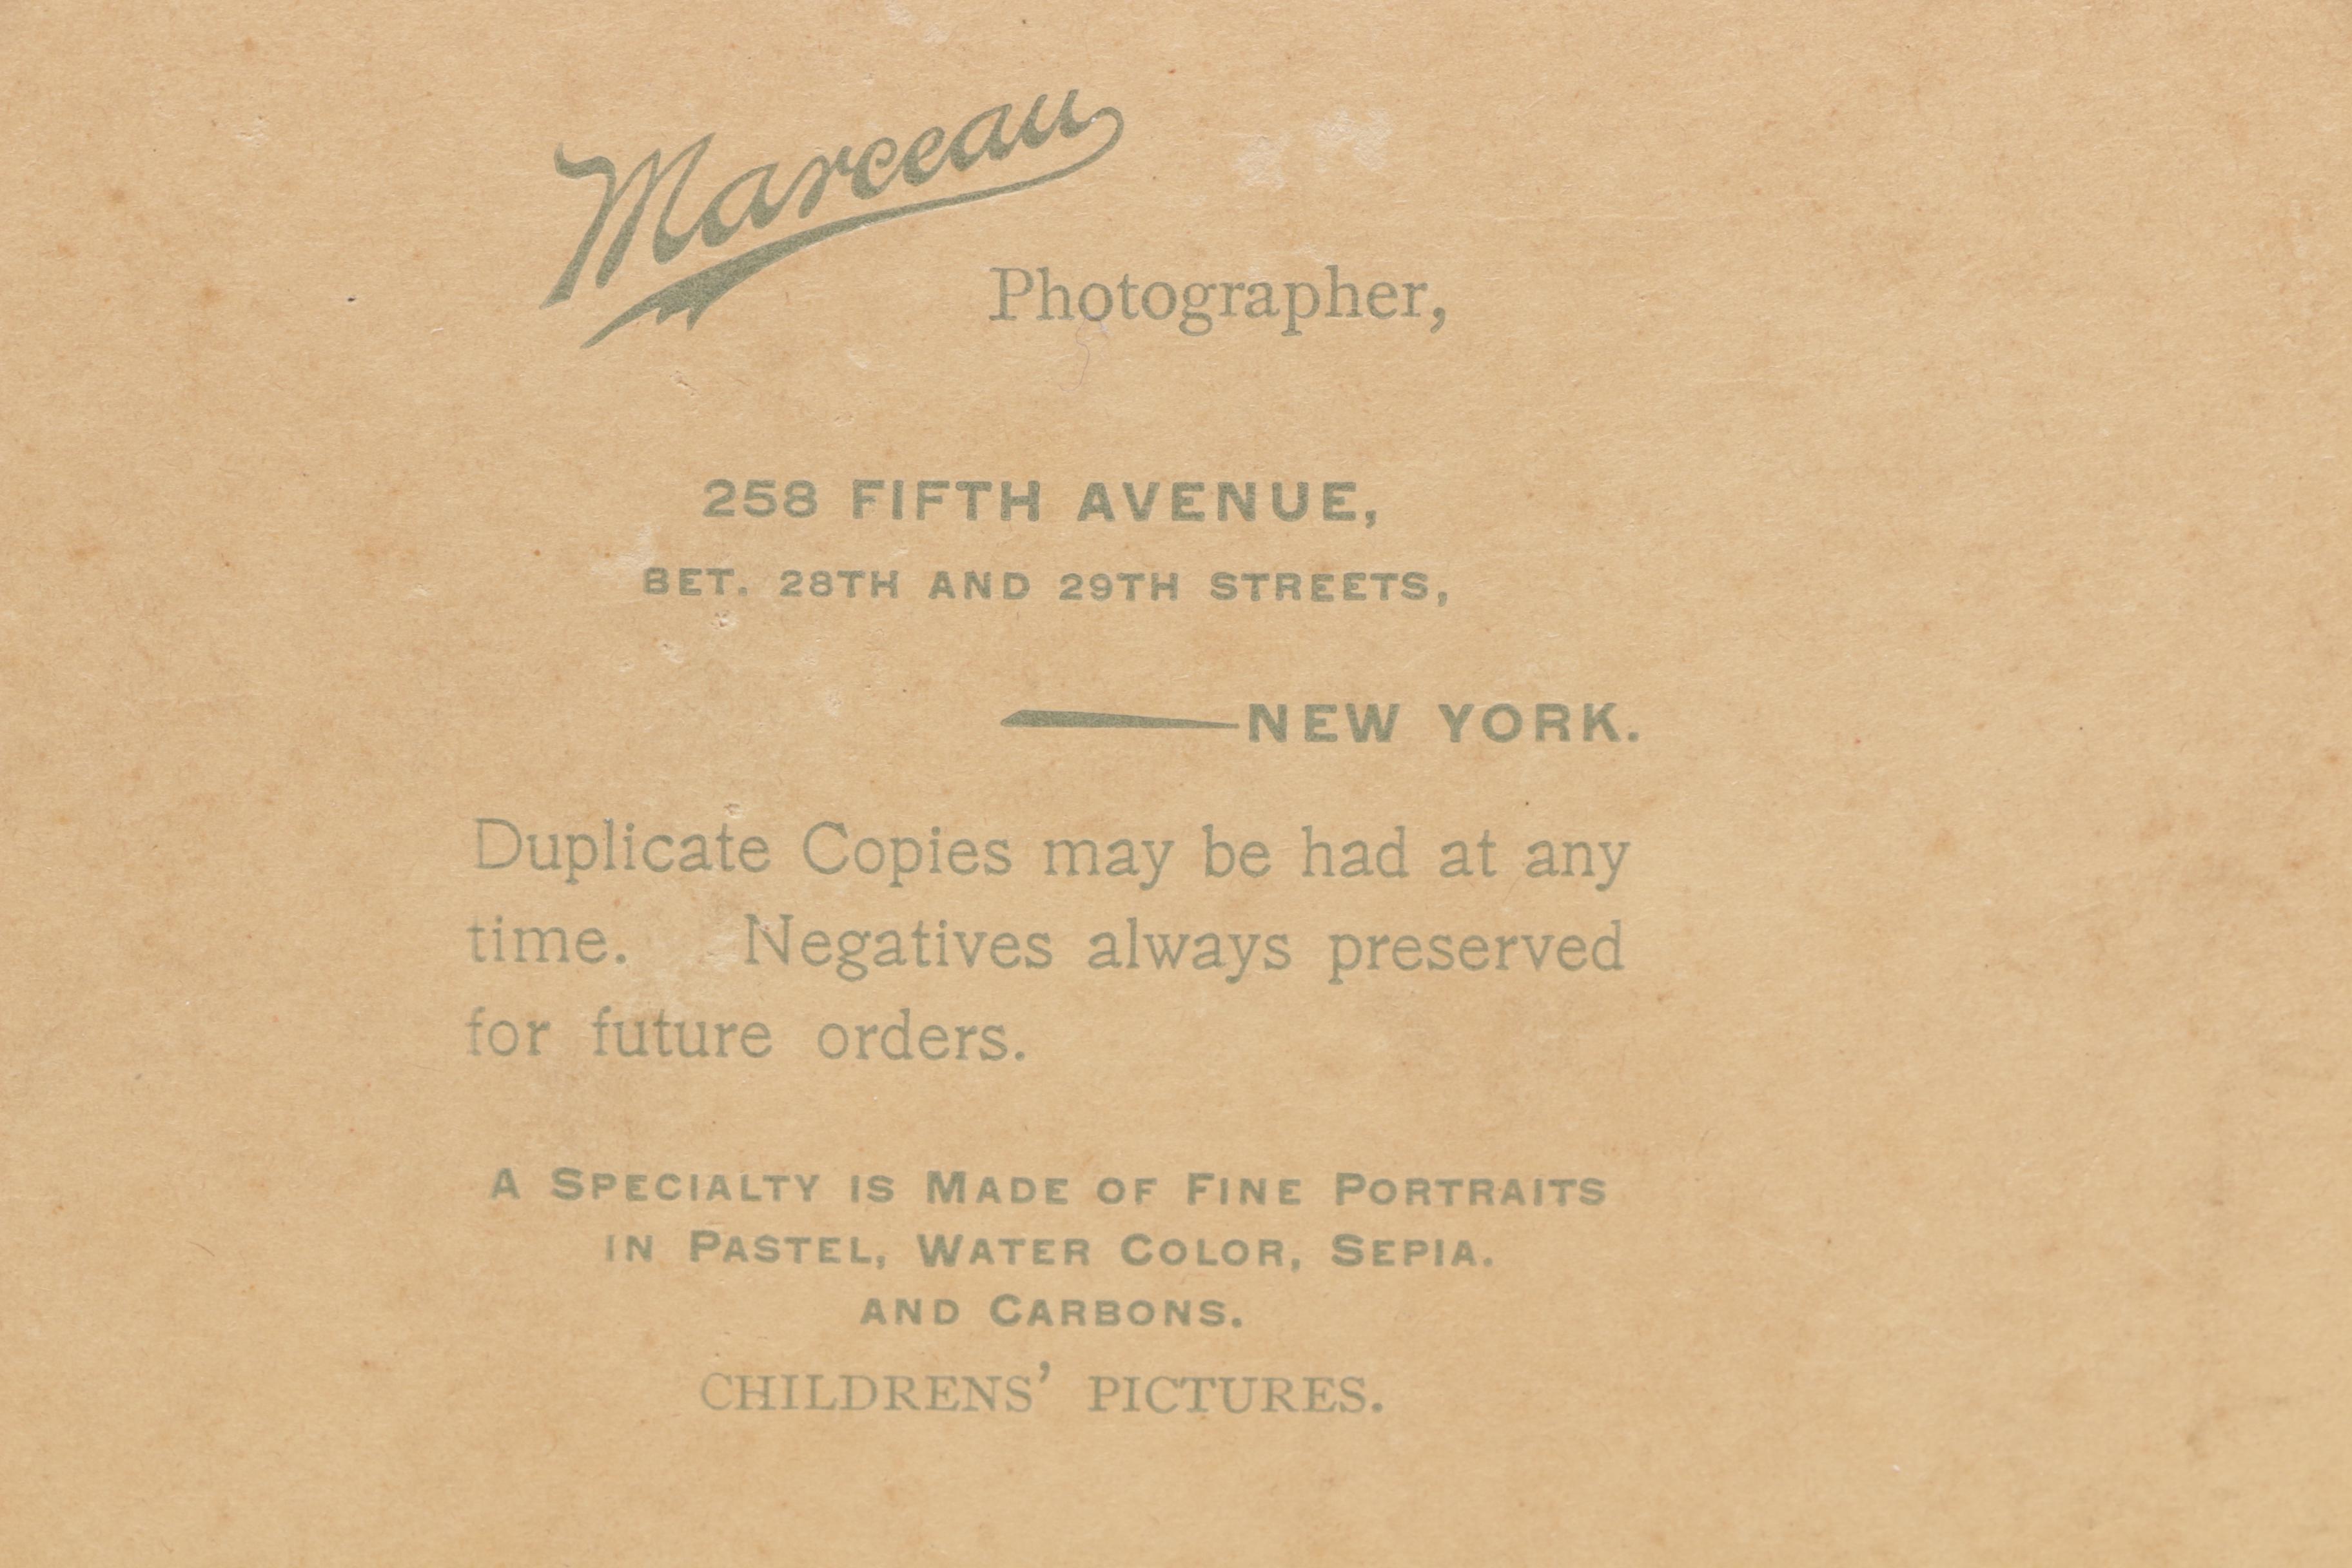 Marceau
Photographer,
258 FIFTH AVENUE,
BET. 28TH AND 29TH STREETS,
NEW YORK.
Duplicate Copies may be had at any
time. Negatives always preserved
for future orders.
A SPECIALTY IS MADE OF FINE PORTRAITS
IN PASTEL, WATER COLOR, SEPIA.
AND CARBONS.
CHILDRENS' PICTURES.